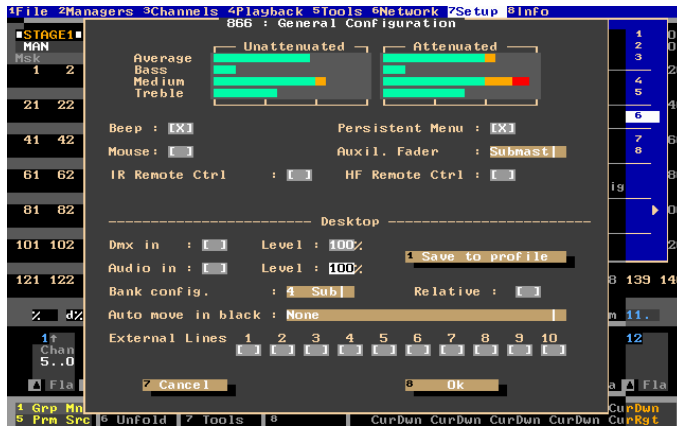 1File 2Managers 3Channels 4Playback 5Tools 6Network 7Setup 8Info
866 : General Configuration
STAGE1
MAN
Msk
1 2
21 22
41 42
61 62
81 82
101 102
121 122
% d%
1↑
Chan
5..0
Fla
Unattenuated Attenuated
Average
Bass
Medium
Treble
Beep : [X] Persistent Menu : [X]
Mouse: [ ] Auxil. Fader : Submast
IR Remote Ctrl : [ ] HF Remote Ctrl : [ ]
Desktop
Dmx in : [ ] Level : 100%
1 Save to profile
Audio in : [ ] Level : 100%
Bank config. : 4 Sub Relative : [ ]
Auto move in black : None
External Lines 1 2 3 4 5 6 7 8 9 10
[ ] [ ] [ ] [ ] [ ] [ ] [ ] [ ] [ ] [ ]
7 Cancel 8 Ok
1
2
3
4
5
6
7
8
ig
8 139 14
m 11.
12
a Fla
1 Grp Mn CurDwn
5 Prm Src 6 Unfold 7 Tools 8 CurDwn CurDwn CurDwn CurDwn CurRgt